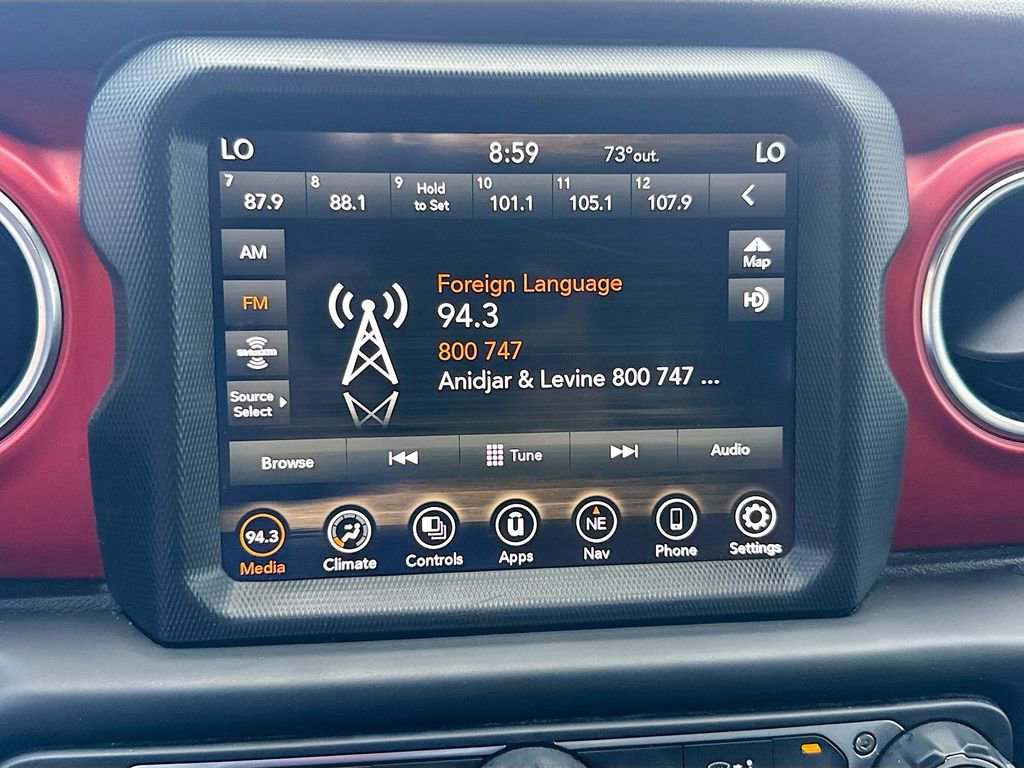 LO 8:59 73°out. LO
7 87.9
8 88.1
9 Hold to Set
10 101.1
11 105.1
12 107.9
AM
FM
SiriusXM
Source
Select
Foreign Language
94.3
800 747
Anidjar & Levine 800 747 ...
Map
HD
Browse
Tune
Audio
94.3
Media
Climate
Controls
U
Apps
NE
Nav
Phone
Settings